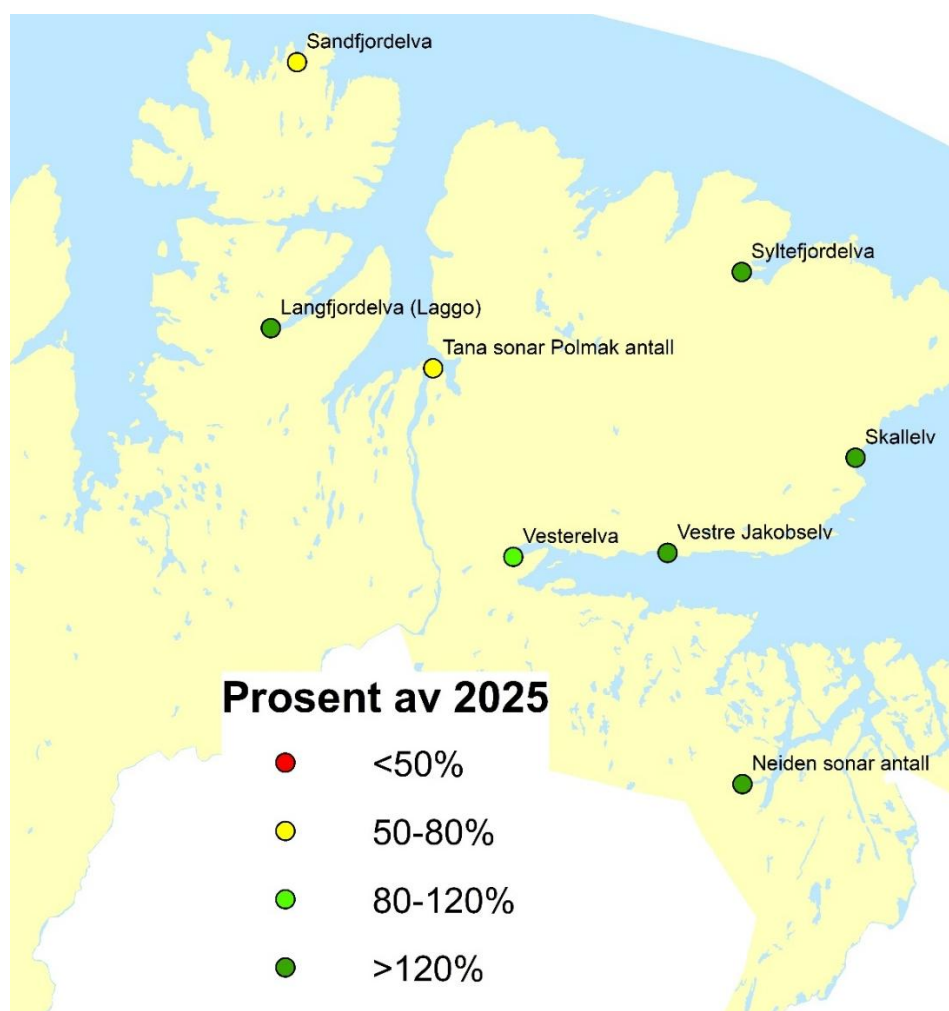 Sandfjordelva
Syltefjordelva
Langfjordelva (Laggo)
Tana sonar Polmak antall
Skallelv
Vesterelva
Vestre Jakobselv
Prosent av 2025
<50%
50-80%
80-120%
>120%
Neiden sonar antall